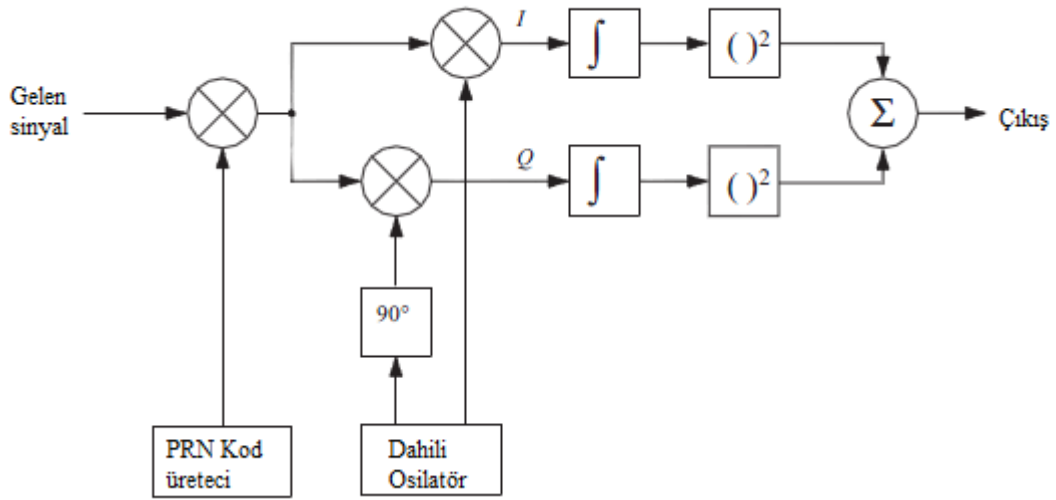 I
∫
( )²
Gelen
sinyal
Σ
Çıkış
Q
∫
( )²
90°
PRN Kod
üreteci
Dahili
Osilatör